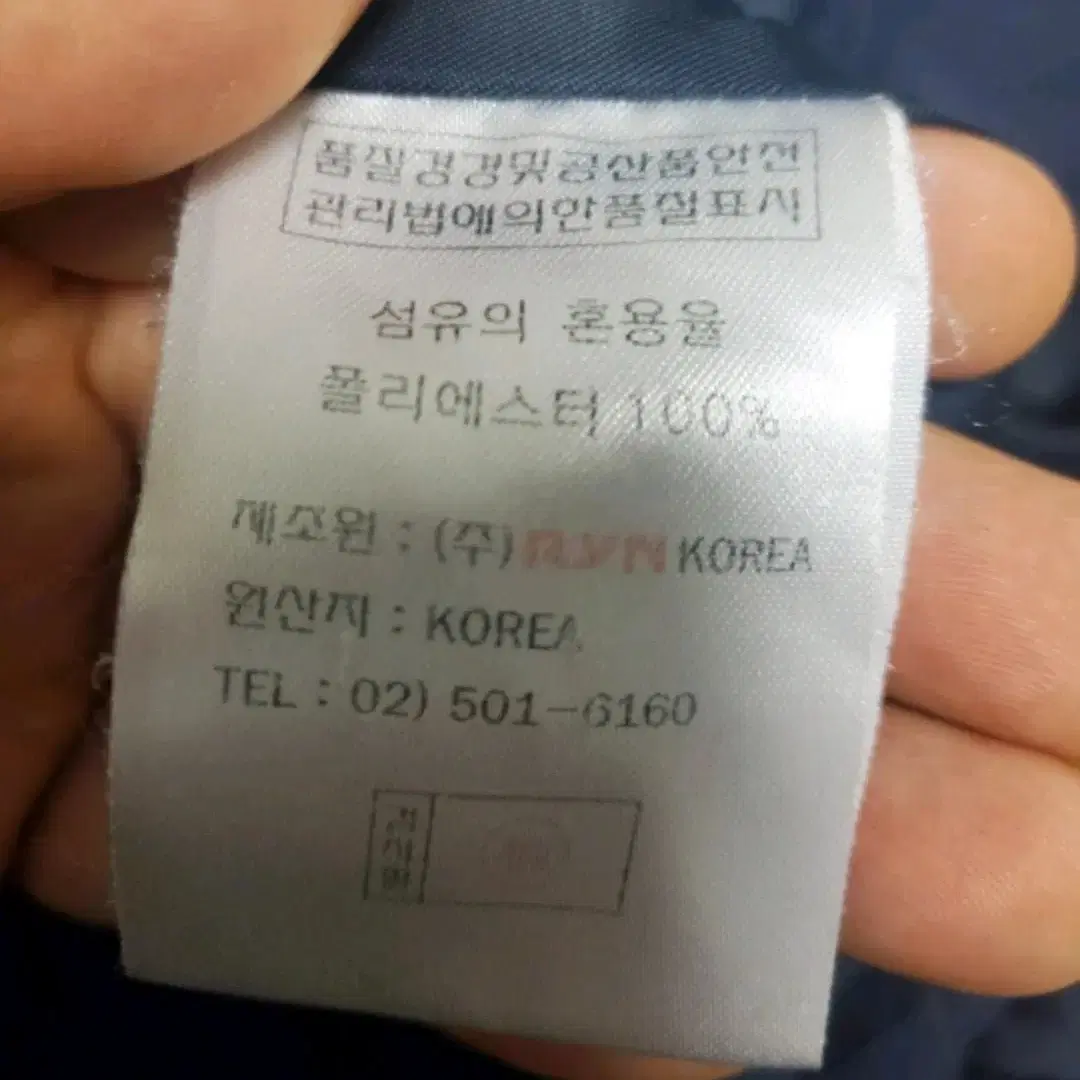 품질경경및공산품안전
관리법에의한품질표시
섬유의 혼용율
폴리에스터 100%
제조원 : (주) RYN KOREA
원산지 : KOREA
TEL : 02) 501-6160